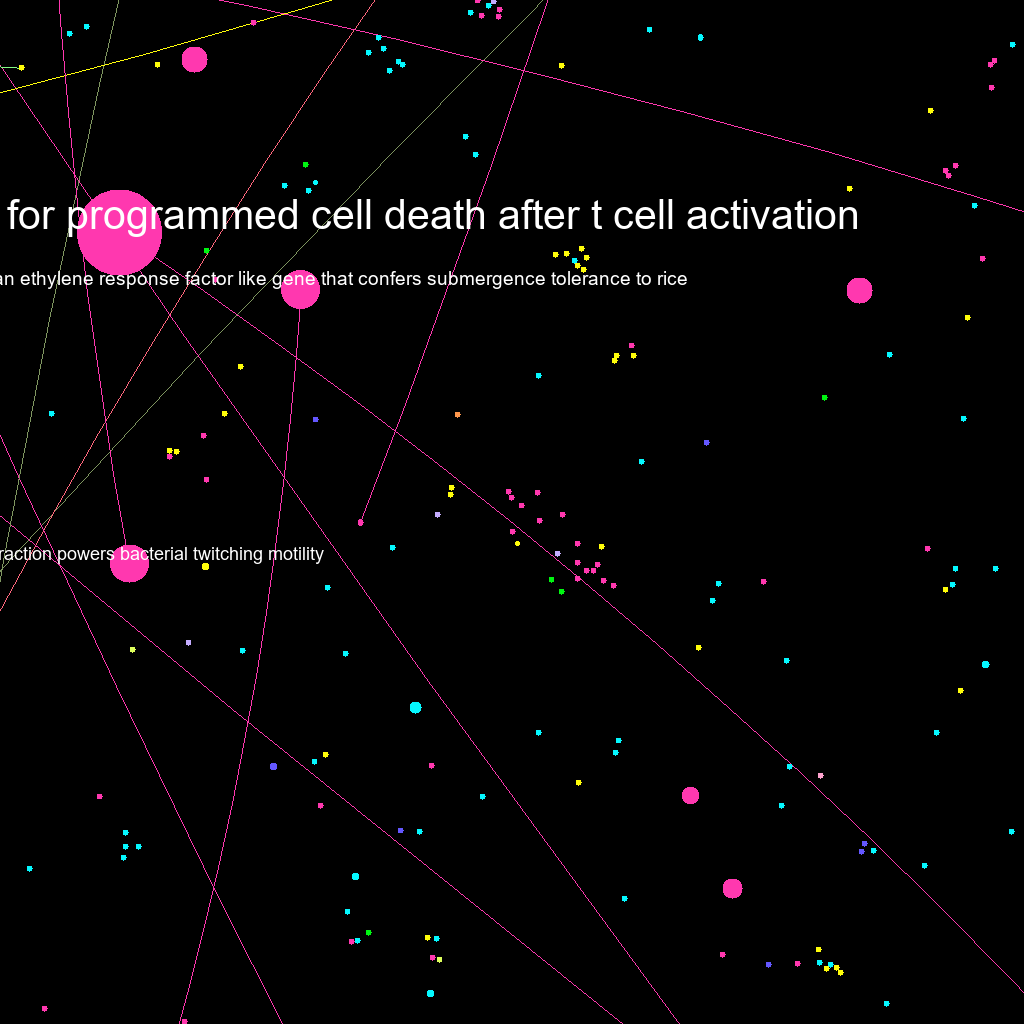 for programmed cell death after t cell activation
an ethylene response factor like gene that confers submergence tolerance to rice
raction powers bacterial twitching motility